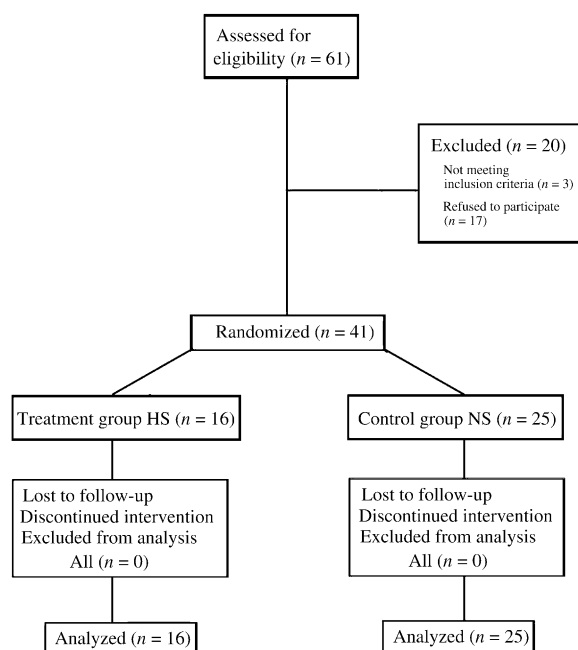 Assessed for
eligibility (n = 61)
Excluded (n = 20)
Not meeting
inclusion criteria (n = 3)
Refused to participate
(n = 17)
Randomized (n = 41)
Treatment group HS (n = 16)
Control group NS (n = 25)
Lost to follow-up
Discontinued intervention
Excluded from analysis
All (n = 0)
Lost to follow-up
Discontinued intervention
Excluded from analysis
All (n = 0)
Analyzed (n = 16)
Analyzed (n = 25)